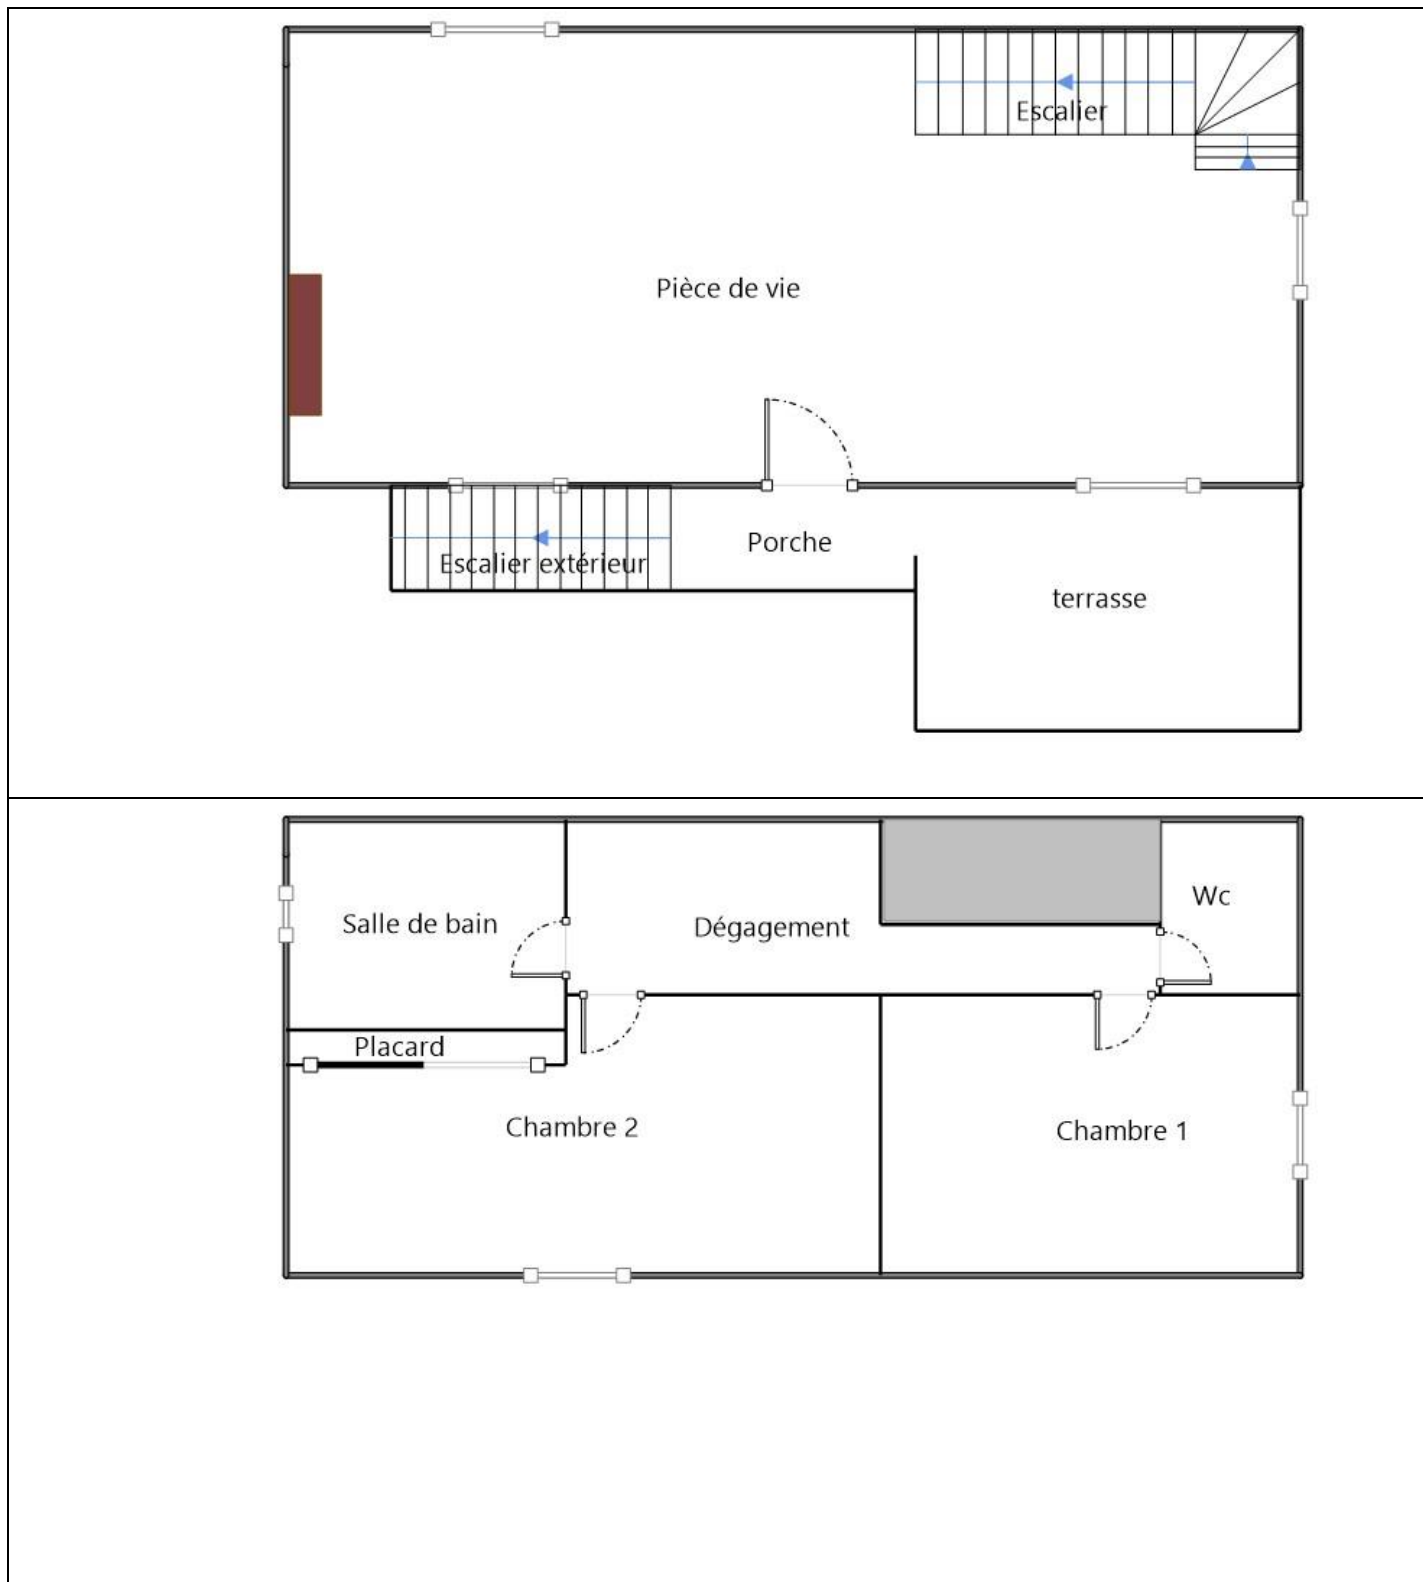 Escalier
Pièce de vie
Porche
Escalier extérieur
terrasse
Wc
Salle de bain
Dégagement
Placard
Chambre 2
Chambre 1